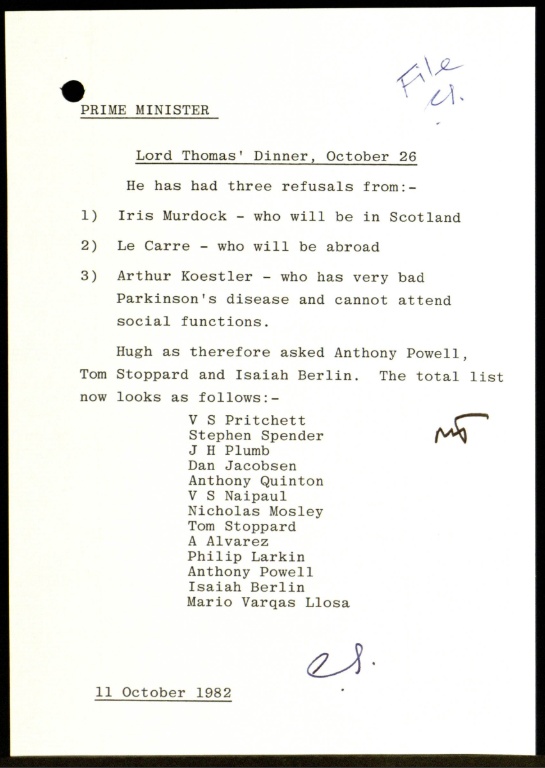 File
CS.
PRIME MINISTER
Lord Thomas' Dinner, October 26
He has had three refusals from:-
1) Iris Murdock - who will be in Scotland
2) Le Carre - who will be abroad
3) Arthur Koestler - who has very bad
Parkinson's disease and cannot attend
social functions.
Hugh as therefore asked Anthony Powell,
Tom Stoppard and Isaiah Berlin. The total list
now looks as follows:-
V S Pritchett
Stephen Spender
J H Plumb
Dan Jacobsen
Anthony Quinton
V S Naipaul
Nicholas Mosley
Tom Stoppard
A Alvarez
Philip Larkin
Anthony Powell
Isaiah Berlin
Mario Varqas Llosa
CS.
11 October 1982